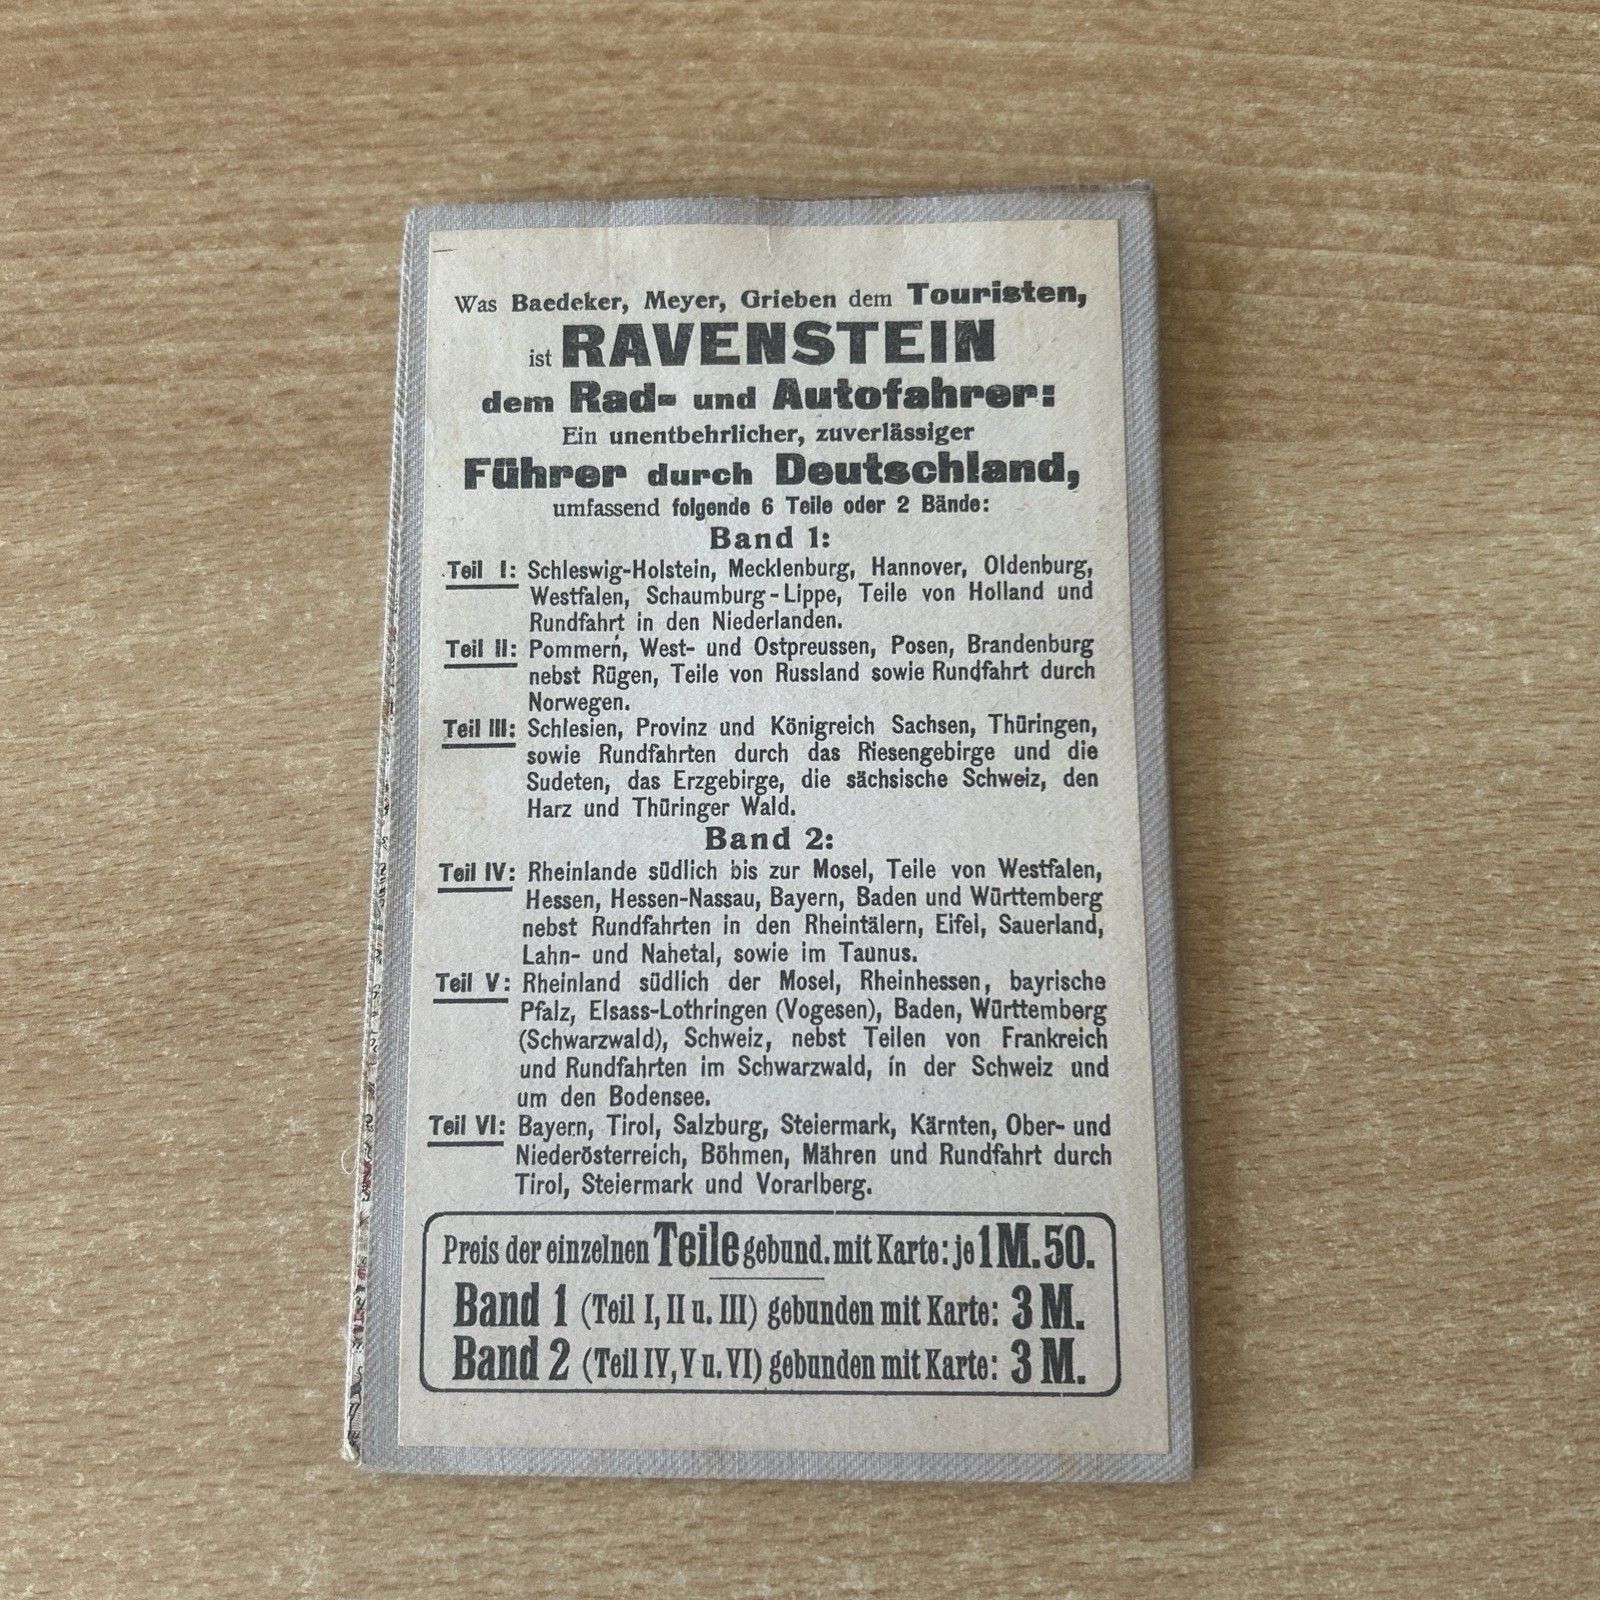 Was Baedeker, Meyer, Grieben dem Touristen,
ist RAVENSTEIN
dem Rad- und Autofahrer:
Ein unentbehrlicher, zuverlässiger
Führer durch Deutschland,
umfassend folgende 6 Teile oder 2 Bände:
Band 1:
Teil I: Schleswig-Holstein, Mecklenburg, Hannover, Oldenburg,
Westfalen, Schaumburg-Lippe, Teile von Holland und
Rundfahrt in den Niederlanden.
Teil II: Pommern, West- und Ostpreussen, Posen, Brandenburg
nebst Rügen, Teile von Russland sowie Rundfahrt durch
Norwegen.
Teil III: Schlesien, Provinz und Königreich Sachsen, Thüringen,
sowie Rundfahrten durch das Riesengebirge und die
Sudeten, das Erzgebirge, die sächsische Schweiz, den
Harz und Thüringer Wald.
Band 2:
Teil IV: Rheinlande südlich bis zur Mosel, Teile von Westfalen,
Hessen, Hessen-Nassau, Bayern, Baden und Württemberg
nebst Rundfahrten in den Rheintälern, Eifel, Sauerland,
Lahn- und Nahetal, sowie im Taunus.
Teil V: Rheinland südlich der Mosel, Rheinhessen, bayrische
Pfalz, Elsass-Lothringen (Vogesen), Baden, Württemberg
(Schwarzwald), Schweiz, nebst Teilen von Frankreich
und Rundfahrten im Schwarzwald, in der Schweiz und
um den Bodensee.
Teil VI: Bayern, Tirol, Salzburg, Steiermark, Kärnten, Ober- und
Niederösterreich, Böhmen, Mähren und Rundfahrt durch
Tirol, Steiermark und Vorarlberg.
Preis der einzelnen Teile gebund. mit Karte: je 1 M. 50.
Band 1 (Teil I, II u. III) gebunden mit Karte: 3 M.
Band 2 (Teil IV, V u. VI) gebunden mit Karte: 3 M.